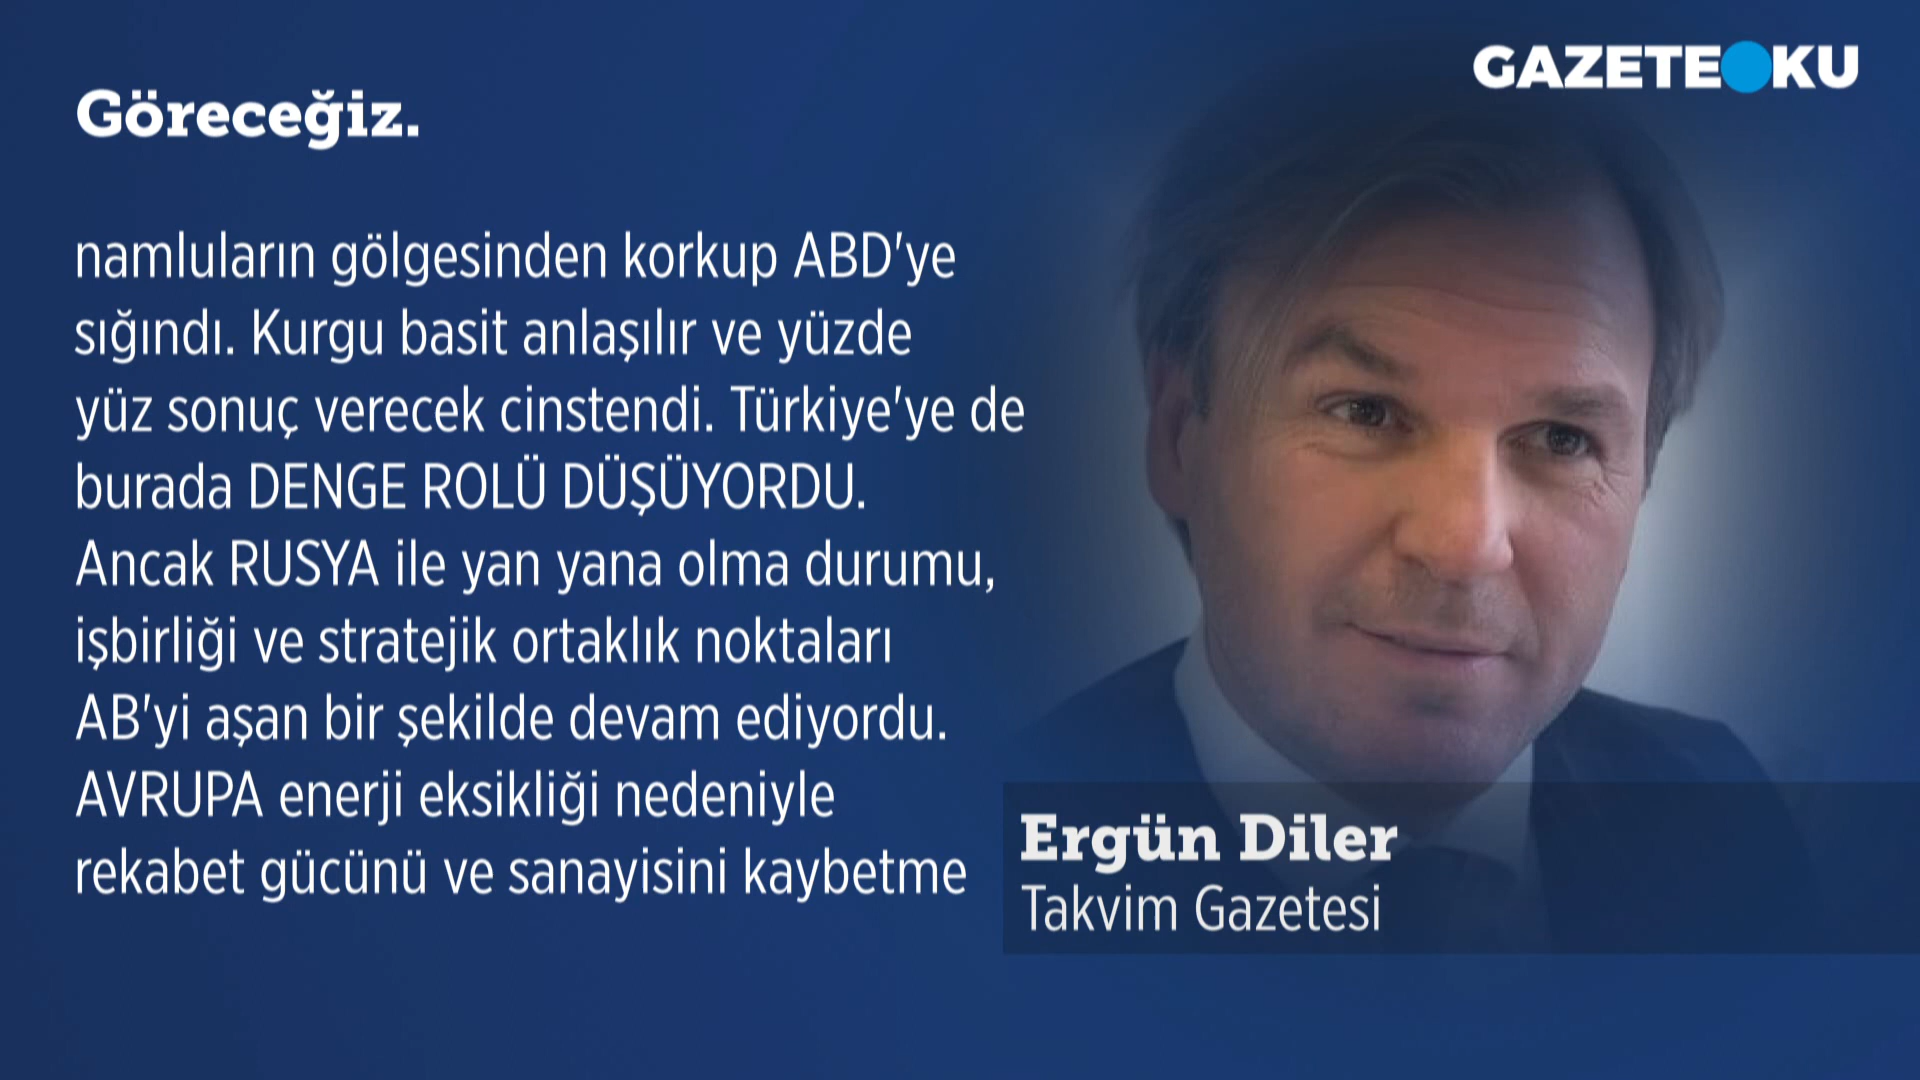 GAZETEOKU
Göreceğiz.
namluların gölgesinden korkup ABD'ye
sığındı. Kurgu basit anlaşılır ve yüzde
yüz sonuç verecek cinstendi. Türkiye'ye de
burada DENGE ROLÜ DÜŞÜYORDU.
Ancak RUSYA ile yan yana olma durumu,
işbirliği ve stratejik ortaklık noktaları
AB'yi aşan bir şekilde devam ediyordu.
AVRUPA enerji eksikliği nedeniyle
rekabet gücünü ve sanayisini kaybetme
Ergün Diler
Takvim Gazetesi